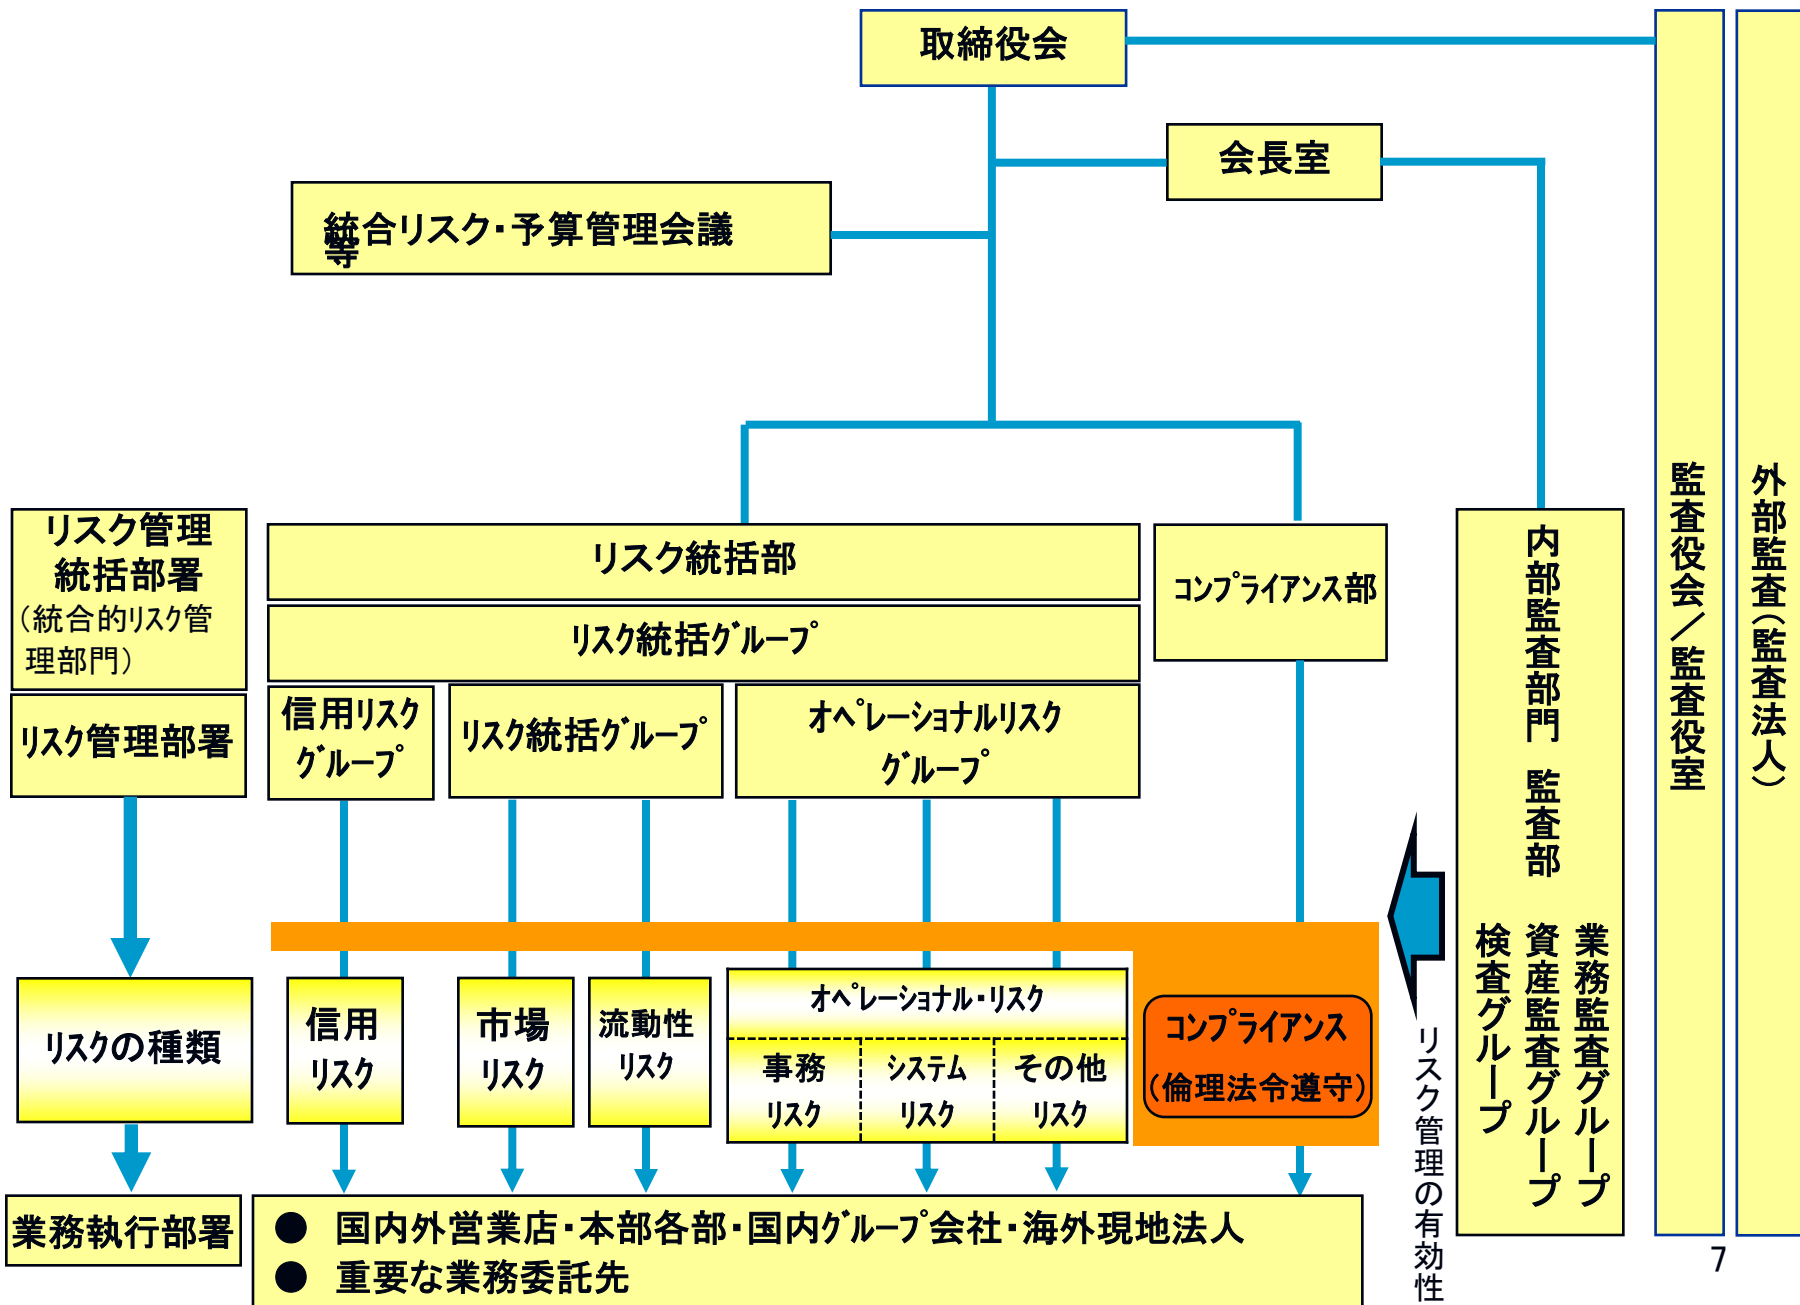 取締役会
会長室
統合リスク・予算管理会議
等
リスク管理
統括部署
（統合的リスク管
理部門）
リスク統括部
リスク統括グループ
コンプライアンス部
リスク管理部署
信用リスク
グループ
リスク統括グループ
オペレーショナルリスク
グループ
リスクの種類
信用
リスク
市場
リスク
流動性
リスク
オペレーショナル・リスク
事務
リスク
システム
リスク
その他
リスク
コンプライアンス
（倫理法令遵守）
業務執行部署
● 国内外営業店・本部各部・国内グループ会社・海外現地法人
● 重要な業務委託先
リスク管理の有効性
内部監査部門 監査部
業務監査グループ
資産監査グループ
検査グループ
監査役会／監査役室
外部監査（監査法人）
7